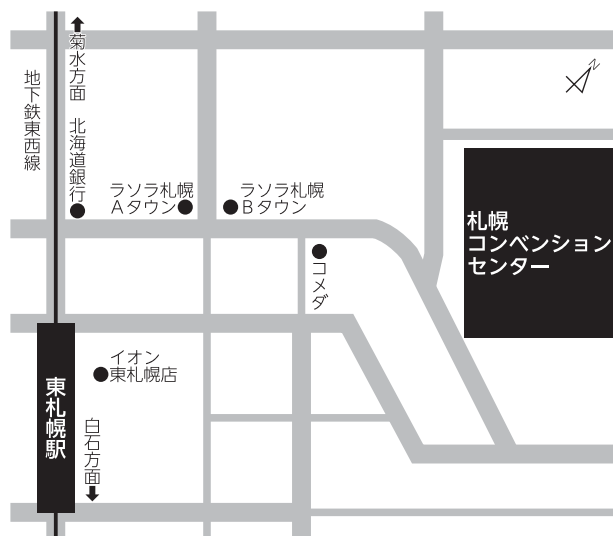 菊水方面
N
地下鉄東西線
北海道銀行
ラソラ札幌
Aタウン
ラソラ札幌
Bタウン
札幌
コンベンション
センター
コメダ
イオン
東札幌店
東札幌駅
白石方面